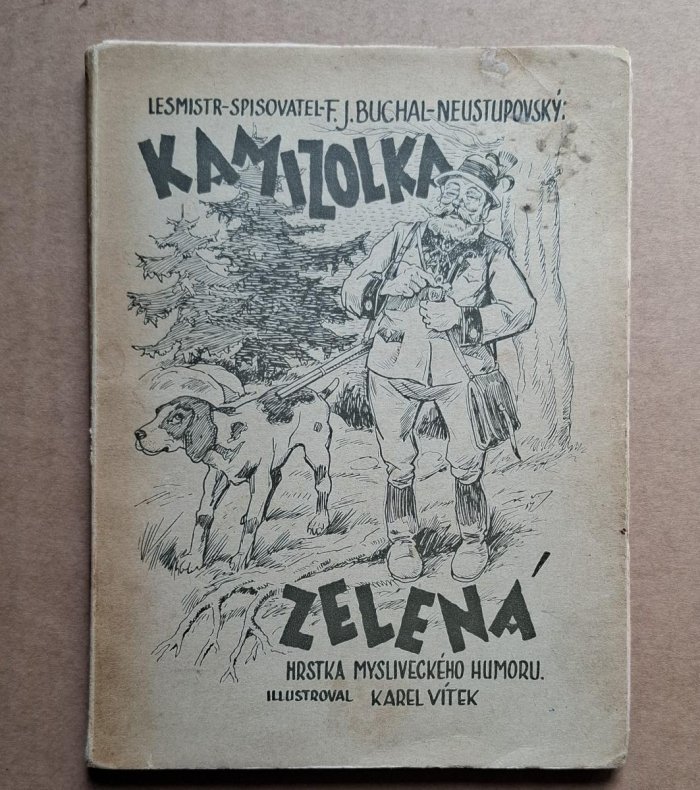 LESMISTR-SPISOVATEL-F.J.BUCHAL-NEUSTUPOVSKÝ:
KAMIZOLKA
ZELENÁ
HRSTKA MYSLIVECKÉHO HUMORU.
ILLUSTROVAL KAREL VÍTEK